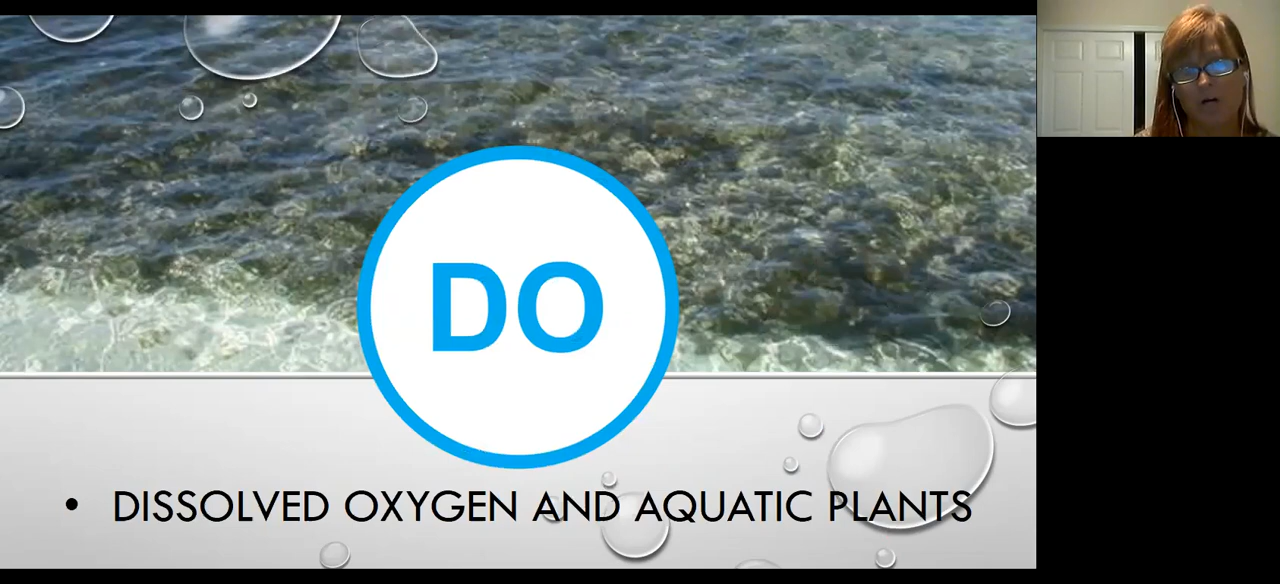 DO
• DISSOLVED OXYGEN AND AQUATIC PLANTS